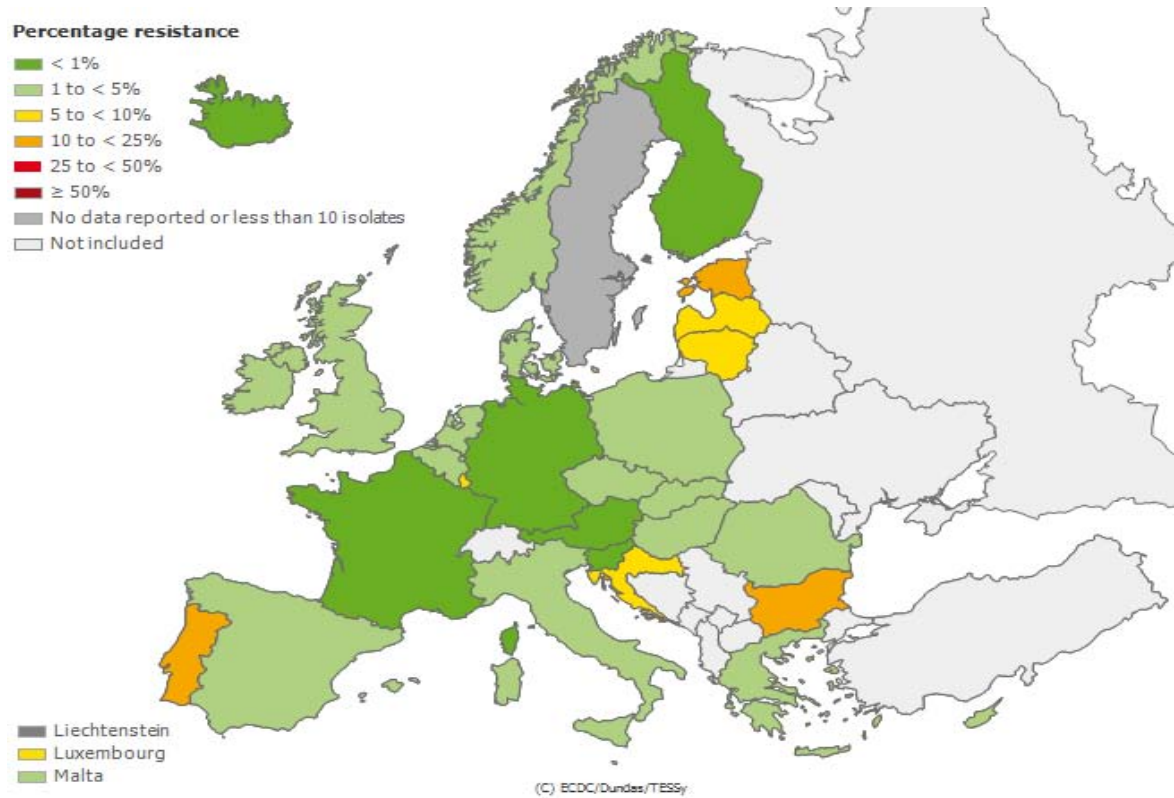 Percentage resistance
< 1%
1 to < 5%
5 to < 10%
10 to < 25%
25 to < 50%
≥ 50%
No data reported or less than 10 isolates
Not included
Liechtenstein
Luxembourg
Malta
(C) ECDC/Dundas/TESSy